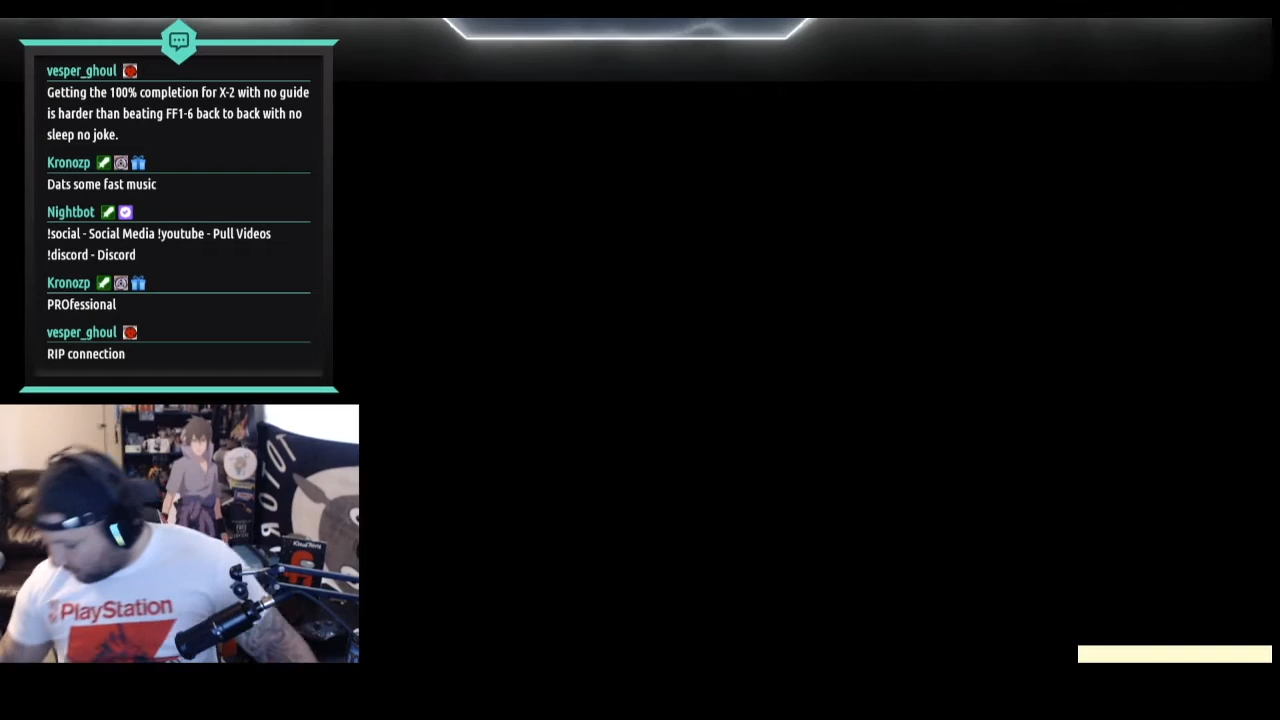 vesper_ghoul
Getting the 100% completion for X-2 with no guide
is harder than beating FF1-6 back to back with no
sleep no joke.
Kronozp
Dats some fast music
Nightbot
!social - Social Media !youtube - Pull Videos
!discord - Discord
Kronozp
PROfessional
vesper_ghoul
RIP connection
TOTORO
PlayStation